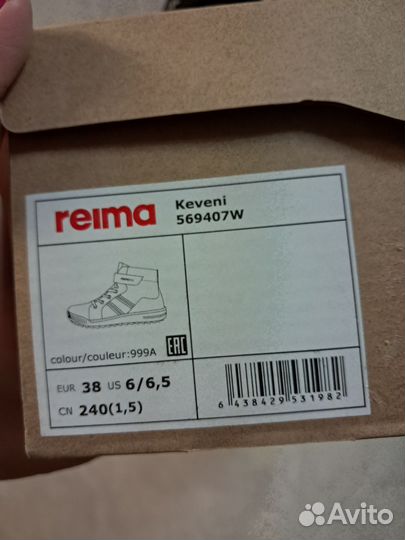 reima
Keveni
569407W
colour/couleur:999A
EAC
EUR 38 US 6/6,5
CN 240(1,5)
6 438429 531982
Avito